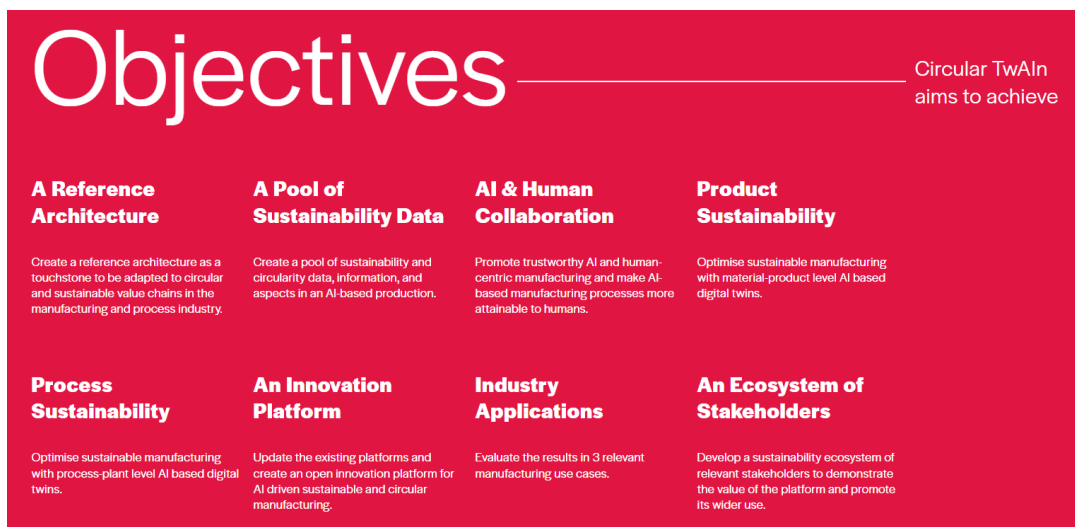 Objectives
Circular TwAIn
aims to achieve
A Reference
Architecture
Create a reference architecture as a
touchstone to be adapted to circular
and sustainable value chains in the
manufacturing and process industry.
A Pool of
Sustainability Data
Create a pool of sustainability and
circularity data, information, and
aspects in an AI-based production.
AI & Human
Collaboration
Promote trustworthy AI and human-
centric manufacturing and make AI-
based manufacturing processes more
attainable to humans.
Product
Sustainability
Optimise sustainable manufacturing
with material-product level AI based
digital twins.
Process
Sustainability
Optimise sustainable manufacturing
with process-plant level AI based digital
twins.
An Innovation
Platform
Update the existing platforms and
create an open innovation platform for
AI driven sustainable and circular
manufacturing.
Industry
Applications
Evaluate the results in 3 relevant
manufacturing use cases.
An Ecosystem of
Stakeholders
Develop a sustainability ecosystem of
relevant stakeholders to demonstrate
the value of the platform and promote
its wider use.